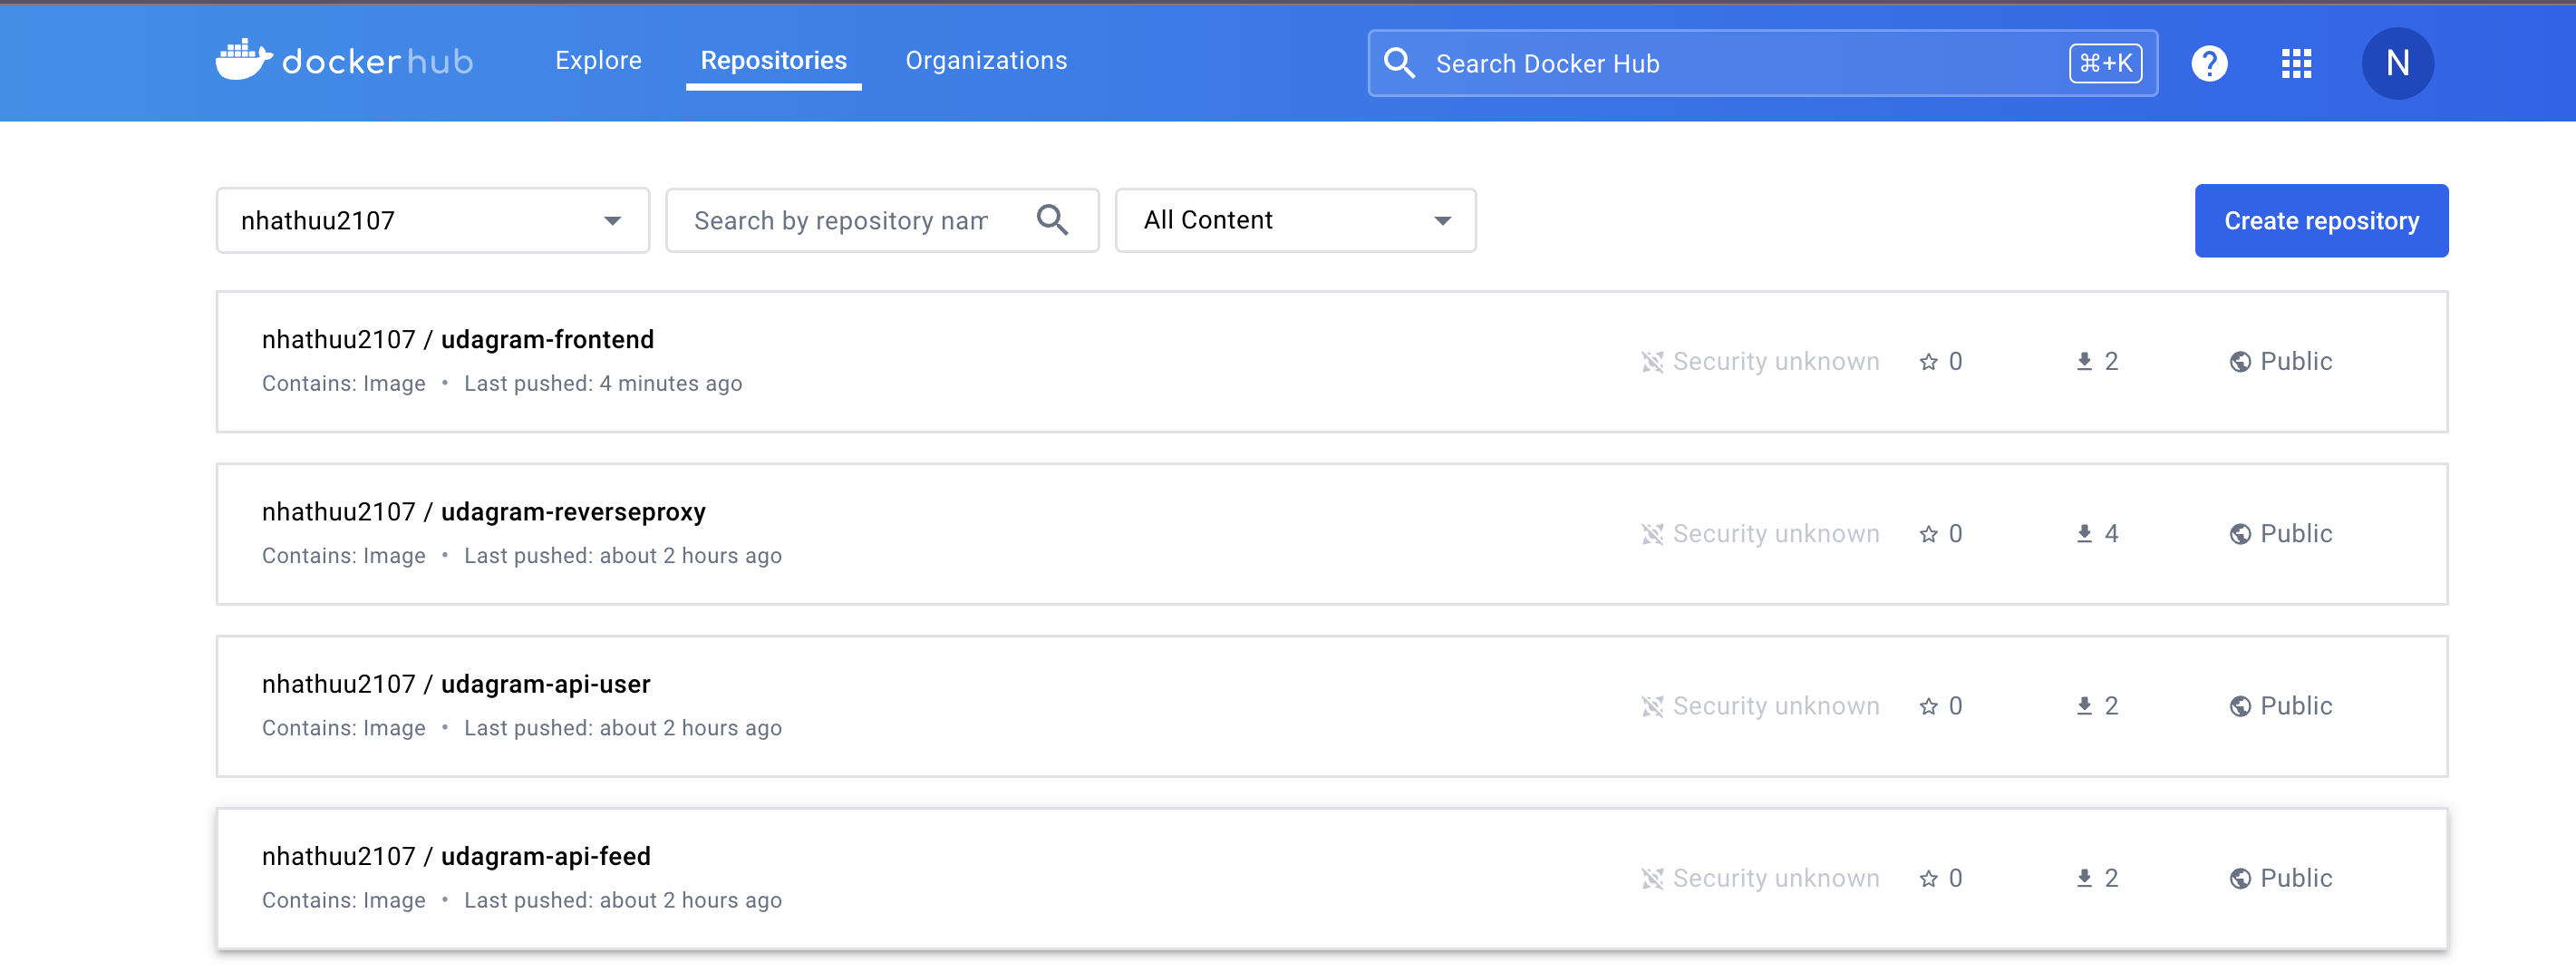 dockerhub Explore Repositories Organizations Search Docker Hub ⌘+K ? N
nhathuu2107 Search by repository nam All Content Create repository
nhathuu2107 / udagram-frontend
Contains: Image • Last pushed: 4 minutes ago
Security unknown 0 2 Public
nhathuu2107 / udagram-reverseproxy
Contains: Image • Last pushed: about 2 hours ago
Security unknown 0 4 Public
nhathuu2107 / udagram-api-user
Contains: Image • Last pushed: about 2 hours ago
Security unknown 0 2 Public
nhathuu2107 / udagram-api-feed
Contains: Image • Last pushed: about 2 hours ago
Security unknown 0 2 Public